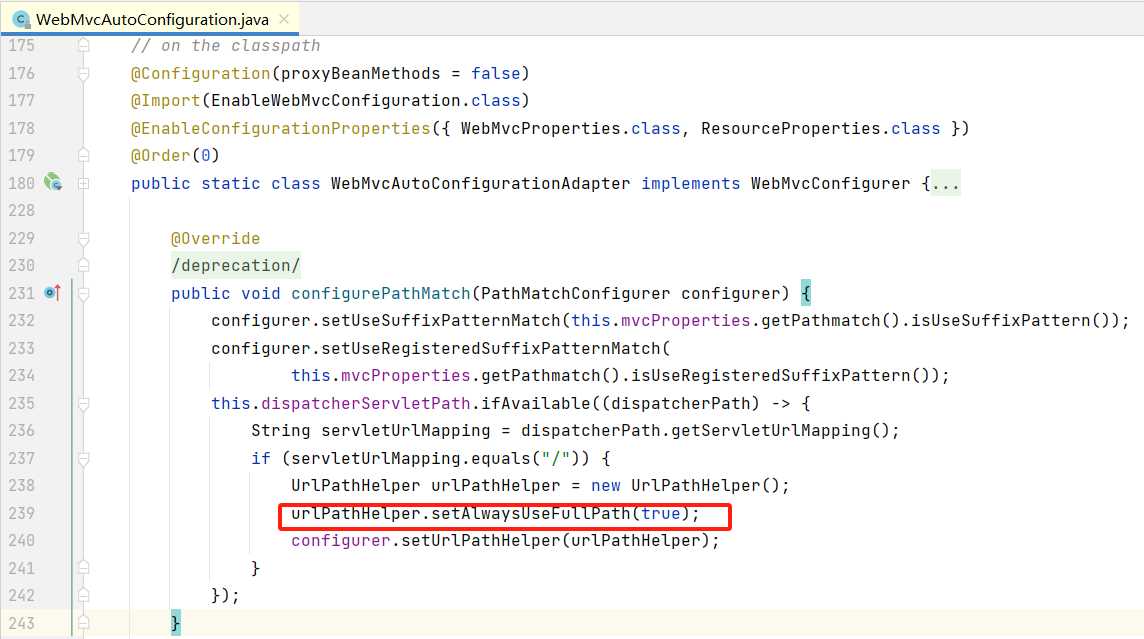 WebMvcAutoConfiguration.java
175 // on the classpath
176 @Configuration(proxyBeanMethods = false)
177 @Import(EnableWebMvcConfiguration.class)
178 @EnableConfigurationProperties({ WebMvcProperties.class, ResourceProperties.class })
179 @Order(0)
180 public static class WebMvcAutoConfigurationAdapter implements WebMvcConfigurer {...
228
229 @Override
230 /deprecation/
231 public void configurePathMatch(PathMatchConfigurer configurer) {
232 configurer.setUseSuffixPatternMatch(this.mvcProperties.getPathmatch().isUseSuffixPattern());
233 configurer.setUseRegisteredSuffixPatternMatch(
234 this.mvcProperties.getPathmatch().isUseRegisteredSuffixPattern());
235 this.dispatcherServletPath.ifAvailable((dispatcherPath) -> {
236 String servletUrlMapping = dispatcherPath.getServletUrlMapping();
237 if (servletUrlMapping.equals("/")) {
238 UrlPathHelper urlPathHelper = new UrlPathHelper();
239 urlPathHelper.setAlwaysUseFullPath(true);
240 configurer.setUrlPathHelper(urlPathHelper);
241 }
242 });
243 }